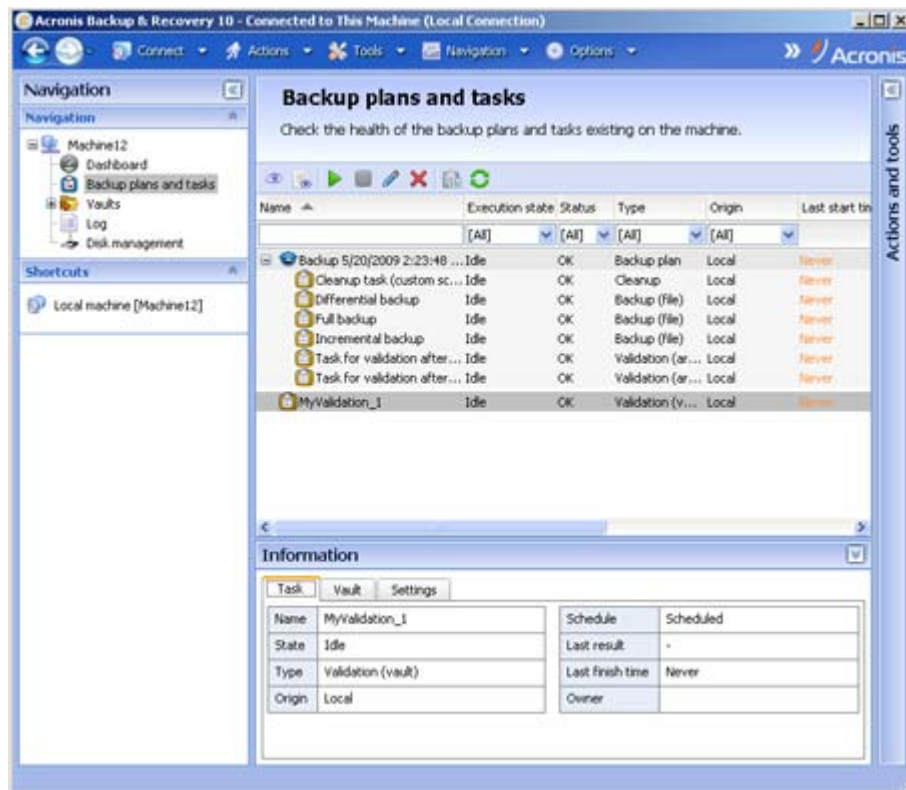 Acronis Backup & Recovery 10 - Connected to This Machine (Local Connection)
Connect Actions Tools Navigation Options » Acronis
Navigation
Navigation
Machine12
Dashboard
Backup plans and tasks
Vaults
Log
Disk management
Shortcuts
Local machine [Machine12]
Backup plans and tasks
Check the health of the backup plans and tasks existing on the machine.
Name Execution state Status Type Origin Last start tim
[All] [All] [All] [All]
Backup 5/20/2009 2:23:48 ... Idle OK Backup plan Local Never
Cleanup task (custom sc... Idle OK Cleanup Local Never
Differential backup Idle OK Backup (file) Local Never
Full backup Idle OK Backup (file) Local Never
Incremental backup Idle OK Backup (file) Local Never
Task for validation after... Idle OK Validation (ar... Local Never
Task for validation after... Idle OK Validation (ar... Local Never
MyValidation_1 Idle OK Validation (v... Local Never
Information
Task Vault Settings
Name MyValidation_1 Schedule Scheduled
State Idle Last result -
Type Validation (vault) Last finish time Never
Origin Local Owner
Actions and tools